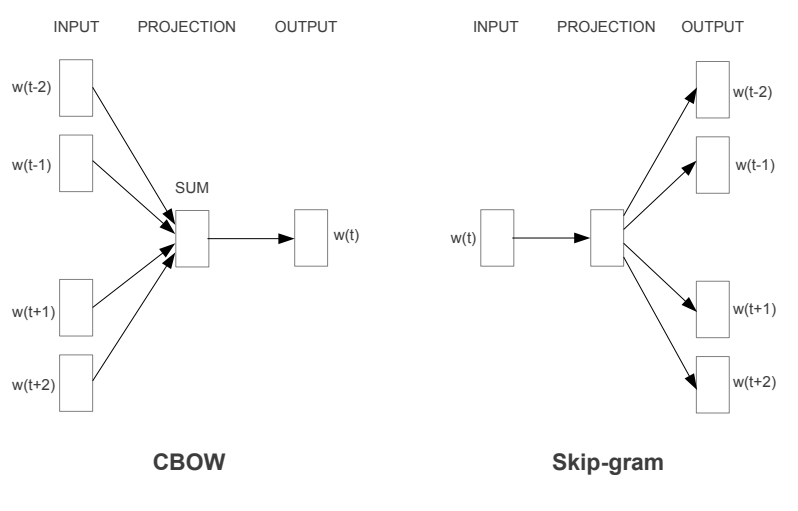 INPUT PROJECTION OUTPUT
w(t-2)
w(t-1)
SUM
w(t)
w(t+1)
w(t+2)
CBOW
INPUT PROJECTION OUTPUT
w(t-2)
w(t-1)
w(t)
w(t+1)
w(t+2)
Skip-gram